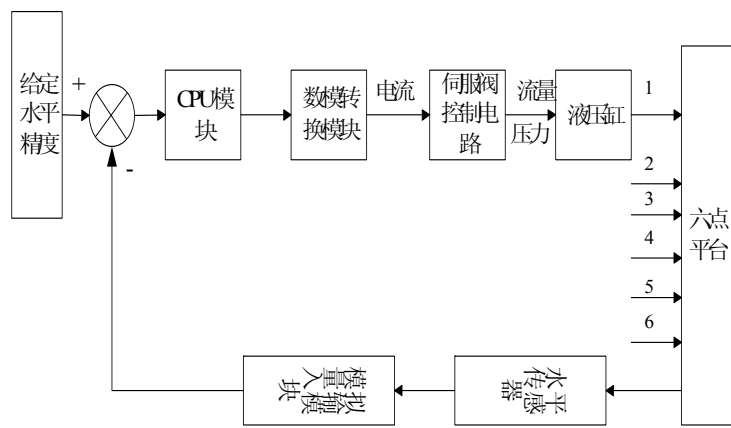 给定
水平
精度
+
-
CPU模
块
数模转
换模块
电流
伺服阀
控制电
路
流量
压力
液压缸
1
2
3
4
5
6
六点
平台
水平
传感
器
模拟
量输
入模
块